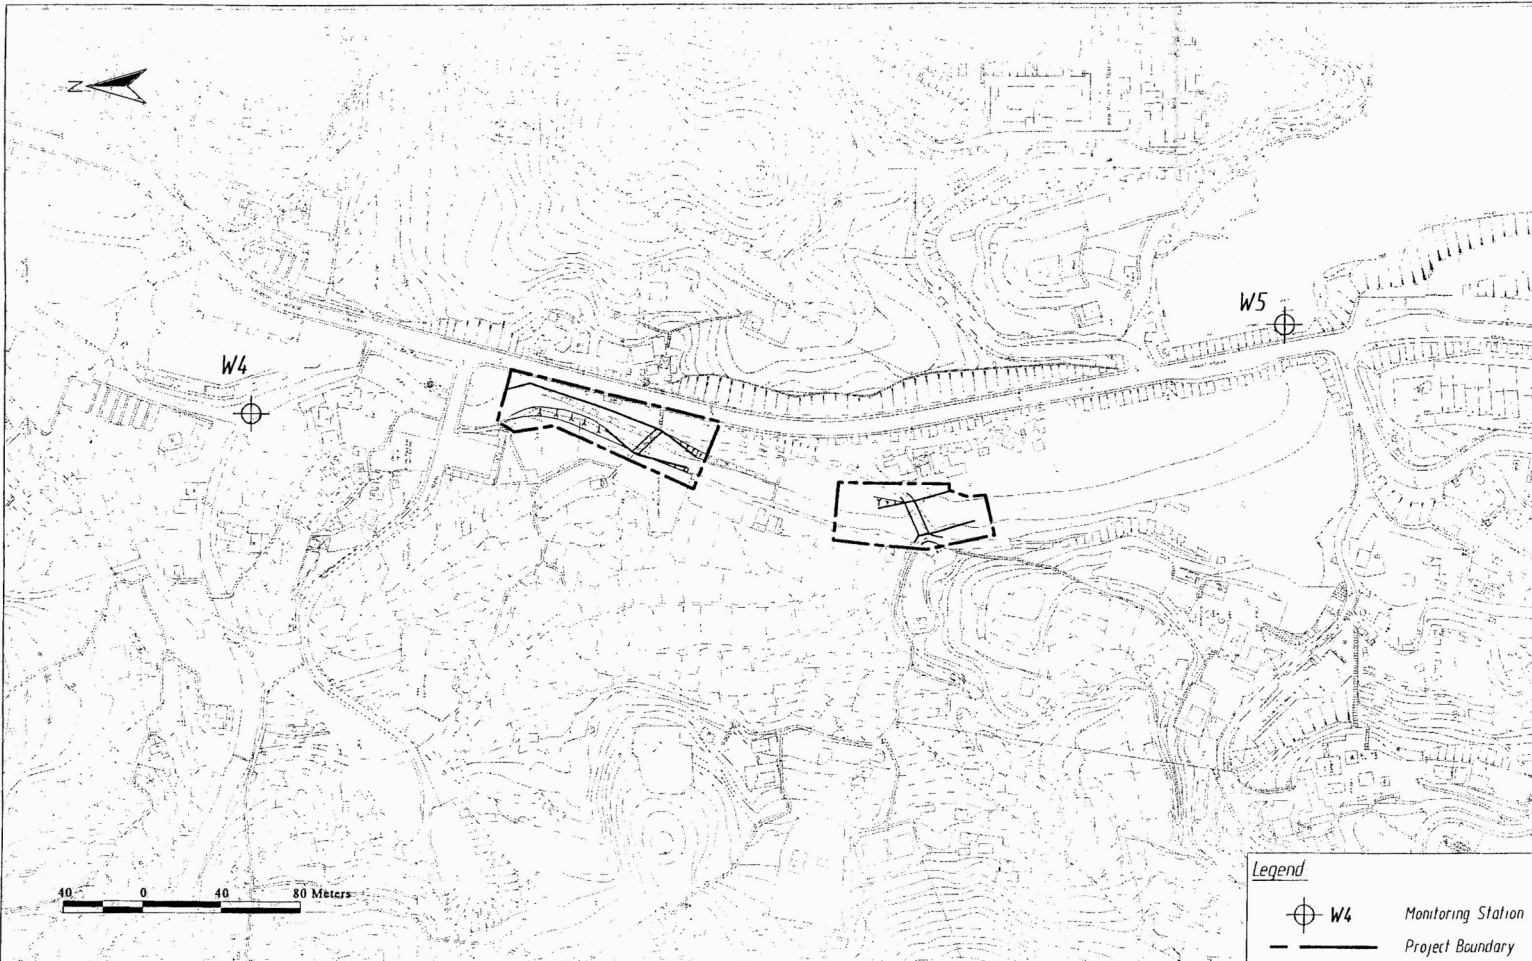 N
W5
W4
40 0 40 80 Meters
Legend
W4 Monitoring Station
Project Boundary